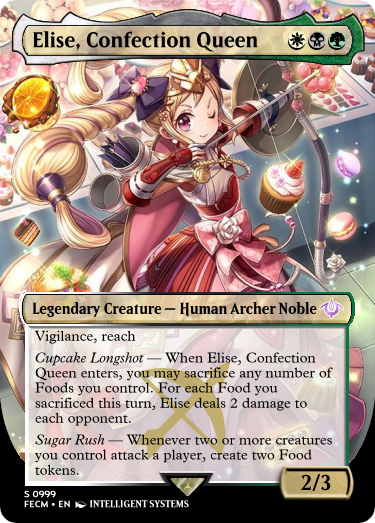 Elise, Confection Queen
Legendary Creature — Human Archer Noble
Vigilance, reach
Cupcake Longshot — When Elise, Confection
Queen enters, you may sacrifice any number of
Foods you control. For each Food you
sacrificed this turn, Elise deals 2 damage to
each opponent.
Sugar Rush — Whenever two or more creatures
you control attack a player, create two Food
tokens.
2/3
S 0999
FECM • EN INTELLIGENT SYSTEMS